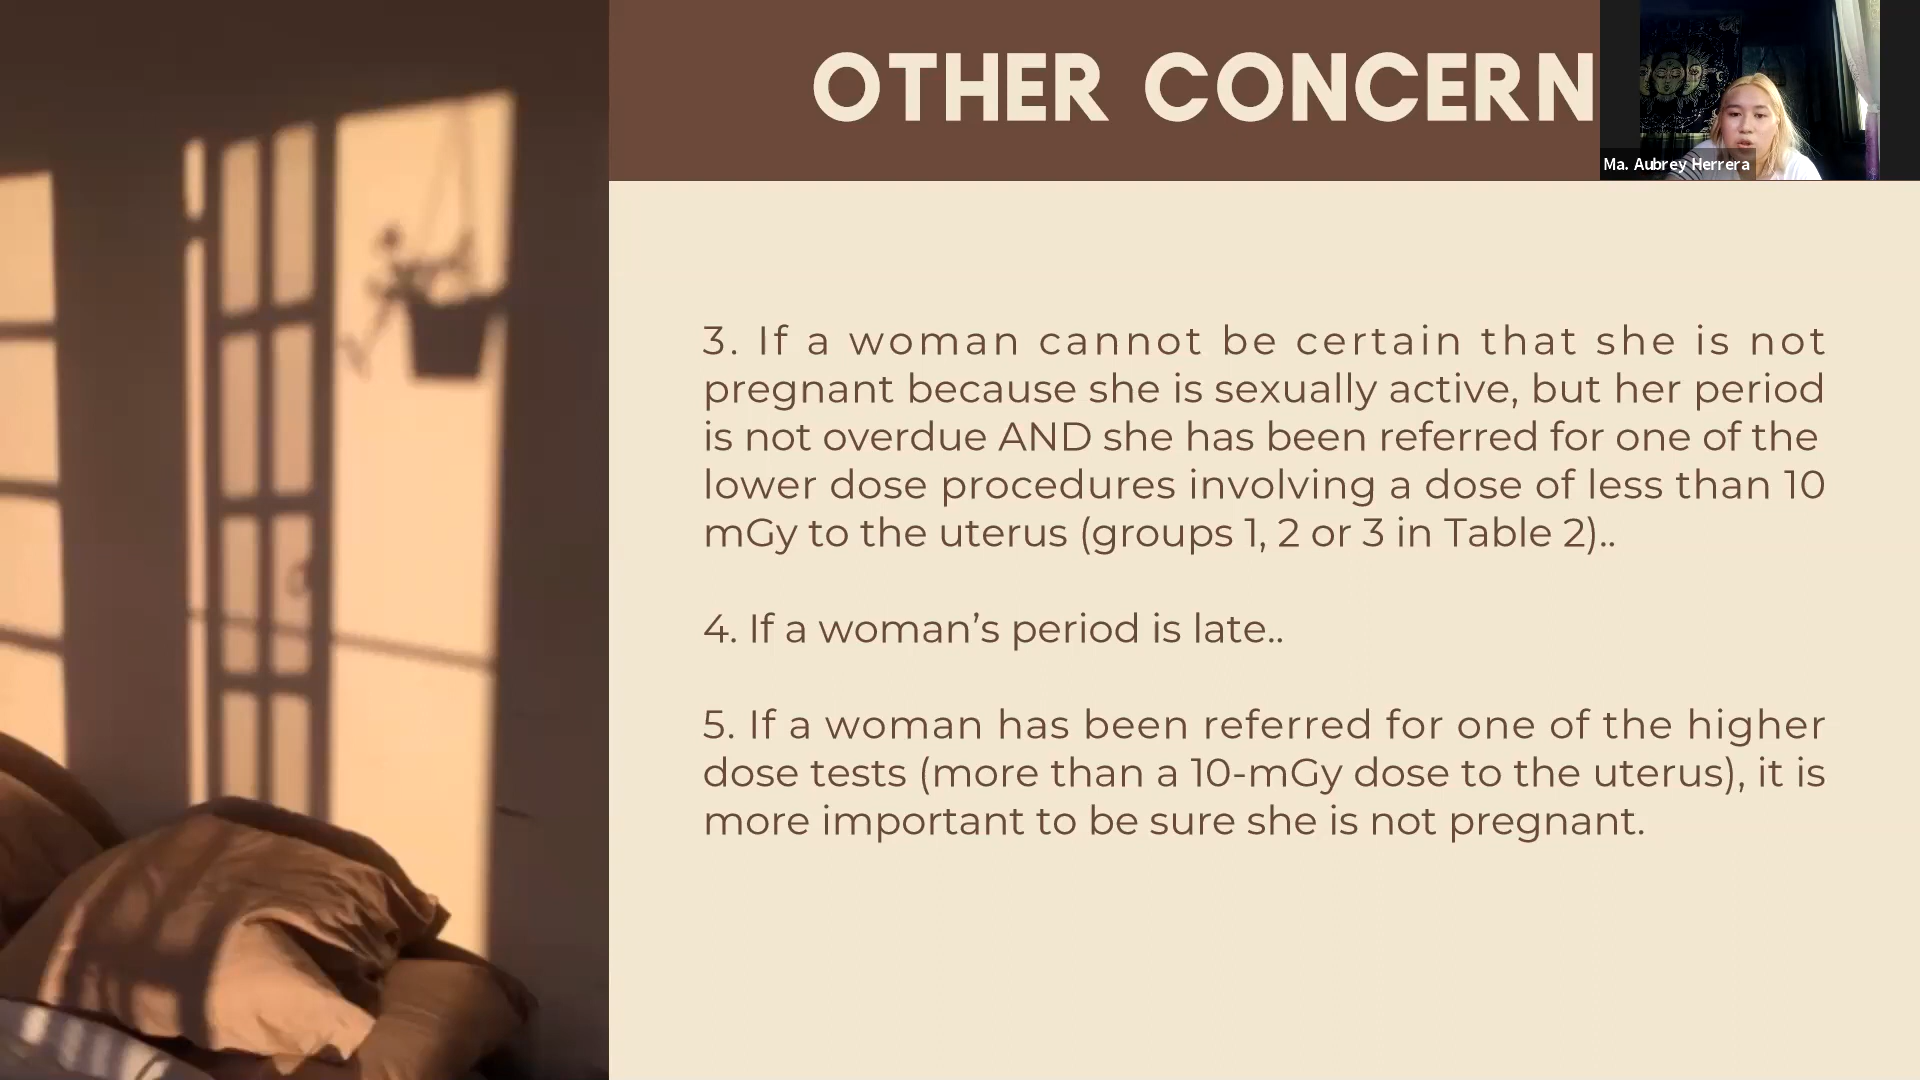 OTHER CONCERN
Ma. Aubrey Herrera
3. If a woman cannot be certain that she is not
pregnant because she is sexually active, but her period
is not overdue AND she has been referred for one of the
lower dose procedures involving a dose of less than 10
mGy to the uterus (groups 1, 2 or 3 in Table 2)..
4. If a woman’s period is late..
5. If a woman has been referred for one of the higher
dose tests (more than a 10-mGy dose to the uterus), it is
more important to be sure she is not pregnant.